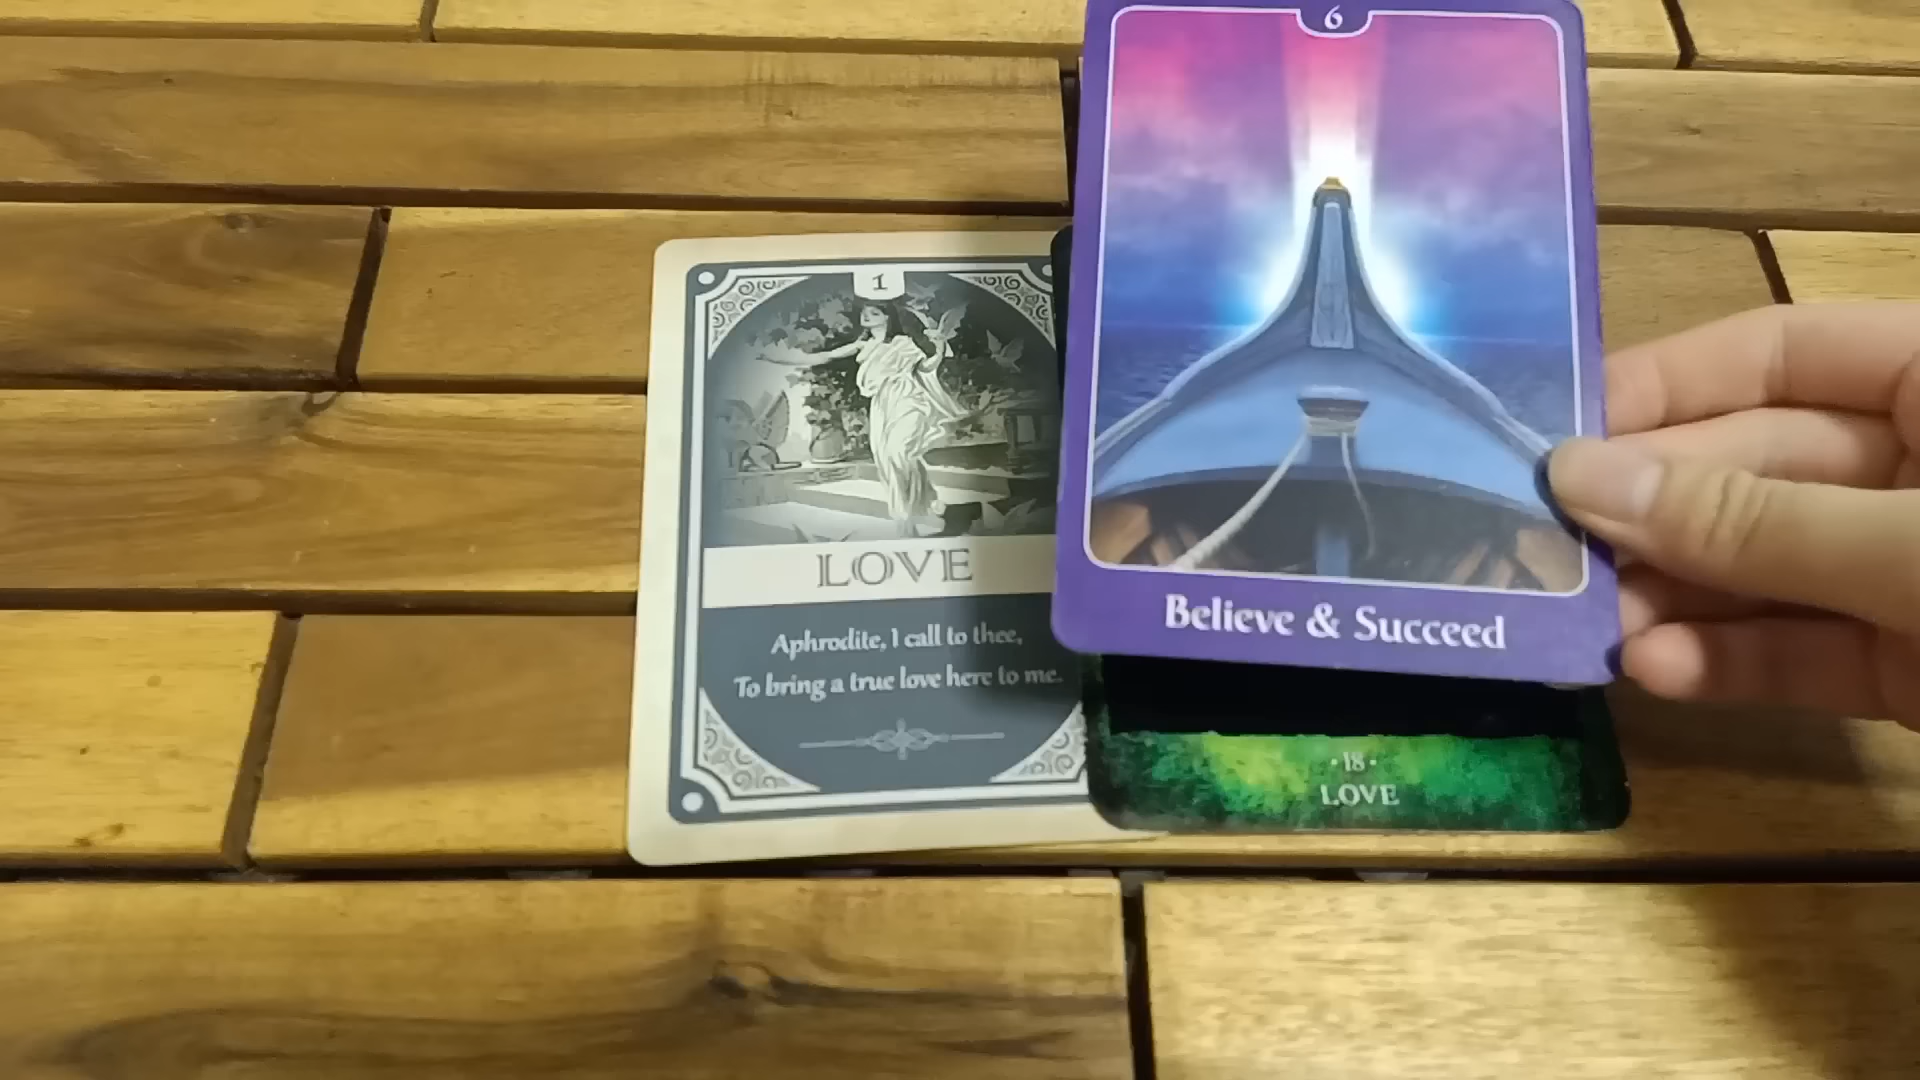 1
LOVE
Aphrodite, I call to thee,
To bring a true love here to me.
6
Believe & Succeed
·18·
LOVE